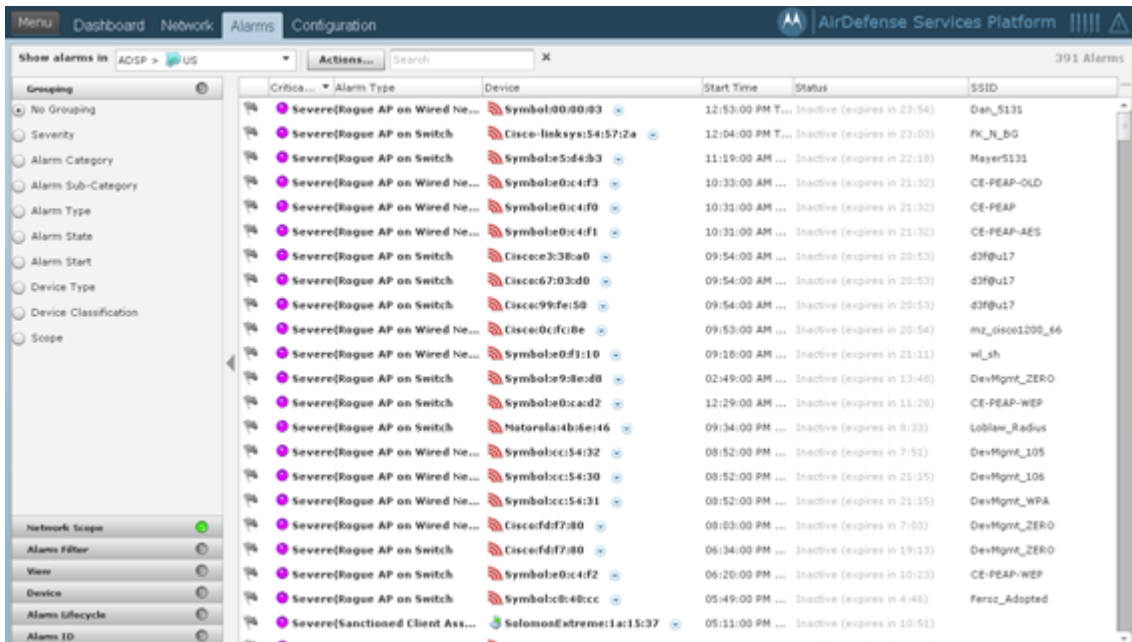 Menu Dashboard Network Alarms Configuration AirDefense Services Platform
Show alarms in ADSP > US Actions... Search 391 Alarms
Grouping
No Grouping
Severity
Alarm Category
Alarm Sub-Category
Alarm Type
Alarm State
Alarm Start
Device Type
Device Classification
Scope
Network Scope
Alarm Filter
View
Device
Alarm Lifecycle
Alarm ID
Critica... Alarm Type Device Start Time Status SSID
Severe(Rogue AP on Wired Ne... Symbol:00:00:03 12:53:00 PM T... Inactive (expires in 23:54) Dan_5131
Severe(Rogue AP on Switch Cisco-linksys:54:57:2a 12:04:00 PM T... Inactive (expires in 23:03) FK_N_BG
Severe(Rogue AP on Switch Symbol:e5:d4:b3 11:19:00 AM ... Inactive (expires in 22:18) Mayer5131
Severe(Rogue AP on Wired Ne... Symbol:e0:c4:f3 10:33:00 AM ... Inactive (expires in 21:32) CE-PEAP-OLD
Severe(Rogue AP on Wired Ne... Symbol:e0:c4:f0 10:31:00 AM ... Inactive (expires in 21:32) CE-PEAP
Severe(Rogue AP on Wired Ne... Symbol:e0:c4:f1 10:31:00 AM ... Inactive (expires in 21:32) CE-PEAP-AES
Severe(Rogue AP on Switch Cisco:e3:38:a0 09:54:00 AM ... Inactive (expires in 20:53) d3f@u17
Severe(Rogue AP on Switch Cisco:67:03:d0 09:54:00 AM ... Inactive (expires in 20:53) d3f@u17
Severe(Rogue AP on Switch Cisco:99:fe:50 09:54:00 AM ... Inactive (expires in 20:53) d3f@u17
Severe(Rogue AP on Wired Ne... Cisco:0c:fc:8e 09:53:00 AM ... Inactive (expires in 20:54) mz_cisco1200_66
Severe(Rogue AP on Wired Ne... Symbol:e0:f1:10 09:18:00 AM ... Inactive (expires in 21:11) wl_sh
Severe(Rogue AP on Switch Symbol:e9:8e:d8 02:49:00 AM ... Inactive (expires in 13:48) DevMgmt_ZERO
Severe(Rogue AP on Switch Symbol:e0:ca:d2 12:29:00 AM ... Inactive (expires in 11:28) CE-PEAP-WEP
Severe(Rogue AP on Switch Motorola:4b:6e:46 09:34:00 PM ... Inactive (expires in 8:33) Loblaw_Radius
Severe(Rogue AP on Switch Symbol:cc:54:32 08:52:00 PM ... Inactive (expires in 7:51) DevMgmt_105
Severe(Rogue AP on Wired Ne... Symbol:cc:54:30 08:52:00 PM ... Inactive (expires in 21:15) DevMgmt_106
Severe(Rogue AP on Wired Ne... Symbol:cc:54:31 08:52:00 PM ... Inactive (expires in 21:15) DevMgmt_WPA
Severe(Rogue AP on Wired Ne... Cisco:fd:f7:80 08:03:00 PM ... Inactive (expires in 7:03) DevMgmt_ZERO
Severe(Rogue AP on Switch Cisco:fd:f7:80 06:34:00 PM ... Inactive (expires in 19:13) DevMgmt_ZERO
Severe(Rogue AP on Switch Symbol:e0:c4:f2 06:20:00 PM ... Inactive (expires in 10:23) CE-PEAP-WEP
Severe(Rogue AP on Switch Symbol:c0:40:cc 05:49:00 PM ... Inactive (expires in 4:48) Feroz_Adopted
Severe(Sanctioned Client Ass... SolomonExtreme:1a:15:37 05:11:00 PM ... Inactive (expires in 10:51)